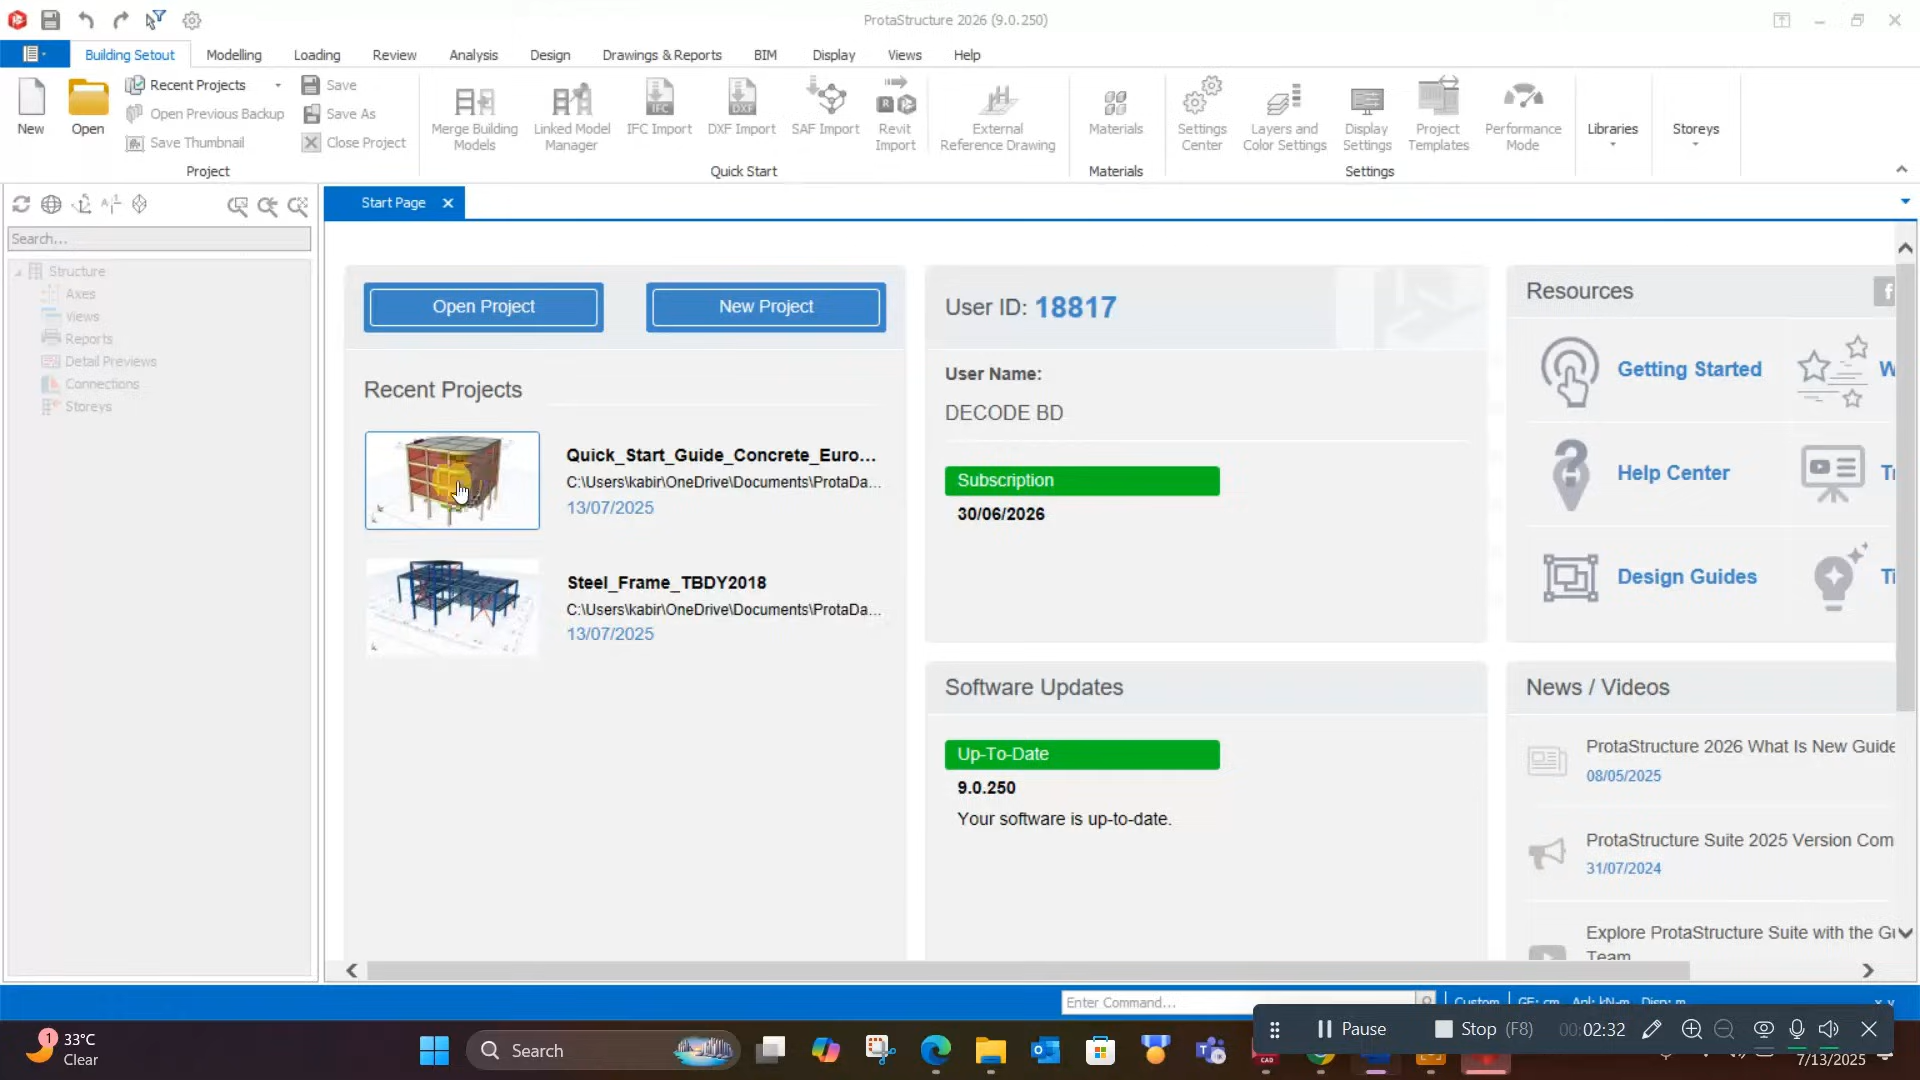 ProtaStructure 2026 (9.0.250)
Building Setout
Modelling
Loading
Review
Analysis
Design
Drawings & Reports
BIM
Display
Views
Help
New
Open
Recent Projects
Open Previous Backup
Save Thumbnail
Save
Save As
Close Project
Project
Merge Building
Models
Linked Model
Manager
IFC
IFC Import
DXF
DXF Import
SAF Import
Revit
Import
Quick Start
External
Reference Drawing
Materials
Materials
Settings
Center
Layers and
Color Settings
Display
Settings
Project
Templates
Performance
Mode
Settings
Libraries
Storeys
Search...
Structure
Axes
Views
Reports
Detail Previews
Connections
Storeys
Start Page
Open Project
New Project
Recent Projects
Quick_Start_Guide_Concrete_Euro...
C:\Users\kabir\OneDrive\Documents\ProtaDa...
13/07/2025
Steel_Frame_TBDY2018
C:\Users\kabir\OneDrive\Documents\ProtaDa...
13/07/2025
User ID: 18817
User Name:
DECODE BD
Subscription
30/06/2026
Software Updates
Up-To-Date
9.0.250
Your software is up-to-date.
Resources
f
Getting Started
W
Help Center
Design Guides
News / Videos
ProtaStructure 2026 What Is New Guide
08/05/2025
ProtaStructure Suite 2025 Version Com
31/07/2024
Explore ProtaStructure Suite with the
Team
Enter Command...
Custom
Pause
Stop (F8)
00:02:32
1
33°C
Clear
Search
CAD
7/13/2025